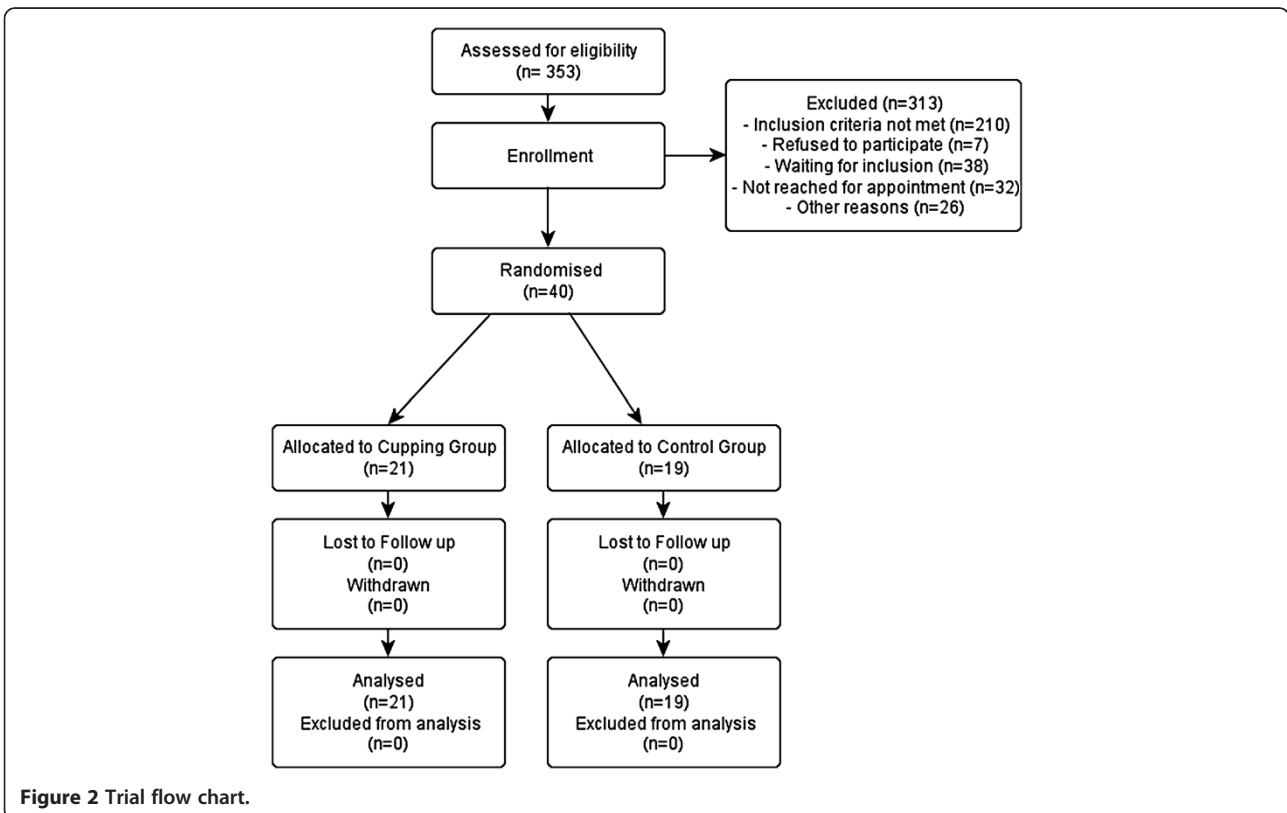 Assessed for eligibility
(n= 353)
Enrollment
Excluded (n=313)
- Inclusion criteria not met (n=210)
- Refused to participate (n=7)
- Waiting for inclusion (n=38)
- Not reached for appointment (n=32)
- Other reasons (n=26)
Randomised
(n=40)
Allocated to Cupping Group
(n=21)
Lost to Follow up
(n=0)
Withdrawn
(n=0)
Analysed
(n=21)
Excluded from analysis
(n=0)
Allocated to Control Group
(n=19)
Lost to Follow up
(n=0)
Withdrawn
(n=0)
Analysed
(n=19)
Excluded from analysis
(n=0)
Figure 2 Trial flow chart.